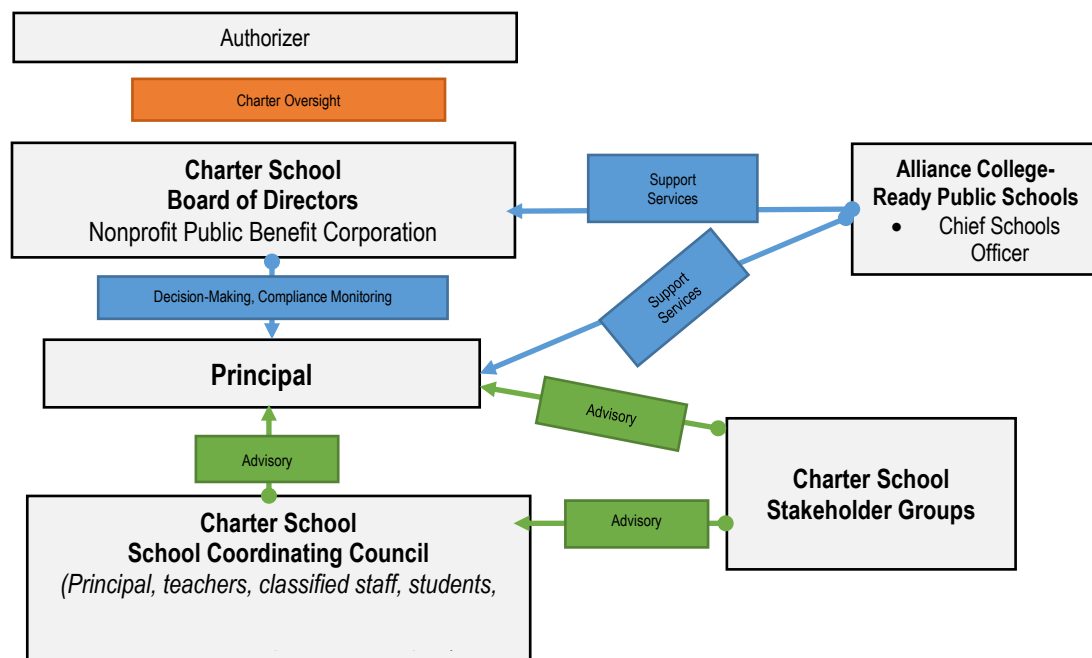 Authorizer
Charter Oversight
Charter School
Board of Directors
Nonprofit Public Benefit Corporation
Support
Services
Alliance College-
Ready Public Schools
• Chief Schools
Officer
Decision-Making, Compliance Monitoring
Support
Services
Principal
Advisory
Advisory
Charter School
Stakeholder Groups
Advisory
Charter School
School Coordinating Council
(Principal, teachers, classified staff, students,